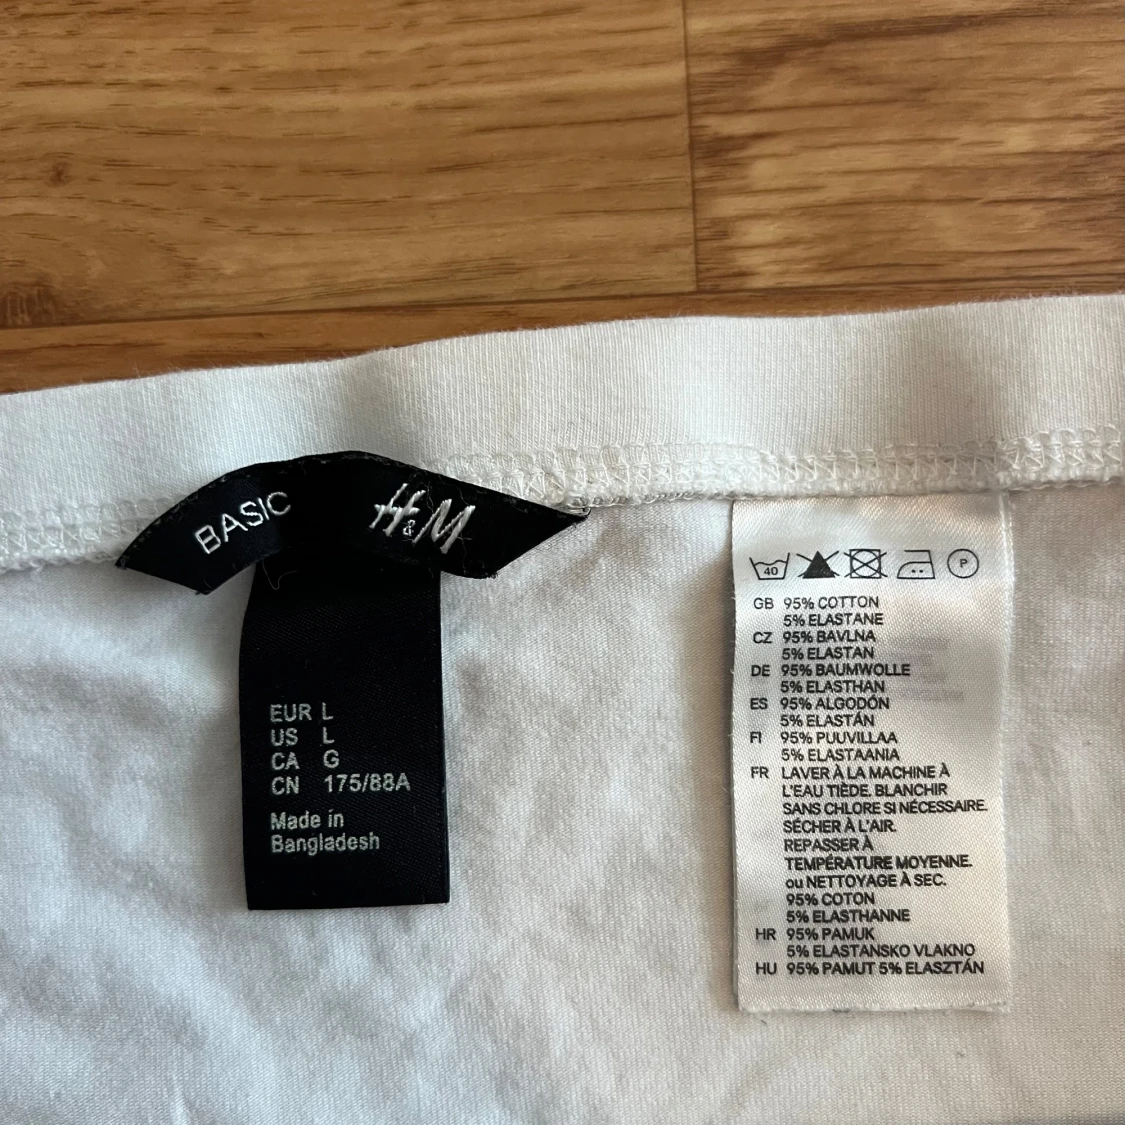 BASIC H&M
EUR L
US L
CA G
CN 175/88A
Made in
Bangladesh
40 P
GB 95% COTTON
5% ELASTANE
CZ 95% BAVLNA
5% ELASTAN
DE 95% BAUMWOLLE
5% ELASTHAN
ES 95% ALGODÓN
5% ELASTÁN
FI 95% PUUVILLAA
5% ELASTAANIA
FR LAVER À LA MACHINE À
L'EAU TIÈDE. BLANCHIR
SANS CHLORE SI NÉCESSAIRE.
SÉCHER À L'AIR.
REPASSER À
TEMPÉRATURE MOYENNE.
ou NETTOYAGE À SEC.
95% COTON
5% ELASTHANNE
HR 95% PAMUK
5% ELASTANSKO VLAKNO
HU 95% PAMUT 5% ELASZTÁN